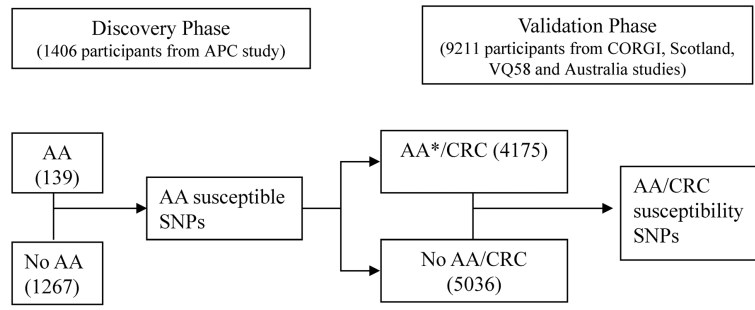 Discovery Phase
(1406 participants from APC study)
Validation Phase
(9211 participants from CORGI, Scotland,
VQ58 and Australia studies)
AA
(139)
No AA
(1267)
AA susceptible
SNPs
AA*/CRC (4175)
No AA/CRC
(5036)
AA/CRC
susceptibility
SNPs